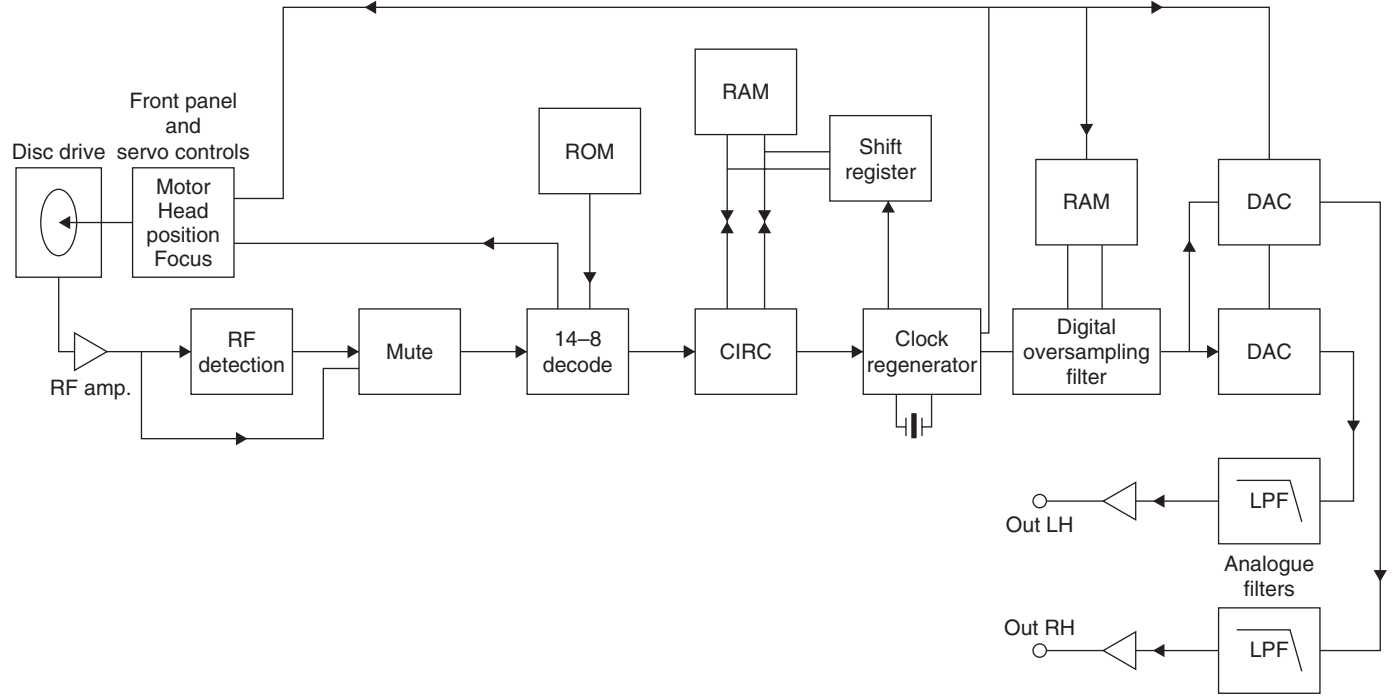 Front panel
and
servo controls
Disc drive
Motor
Head
position
Focus
RF amp.
RF
detection
Mute
ROM
14–8
decode
RAM
Shift
register
CIRC
Clock
regenerator
RAM
Digital
oversampling
filter
DAC
DAC
LPF
Out LH
Analogue
filters
LPF
Out RH